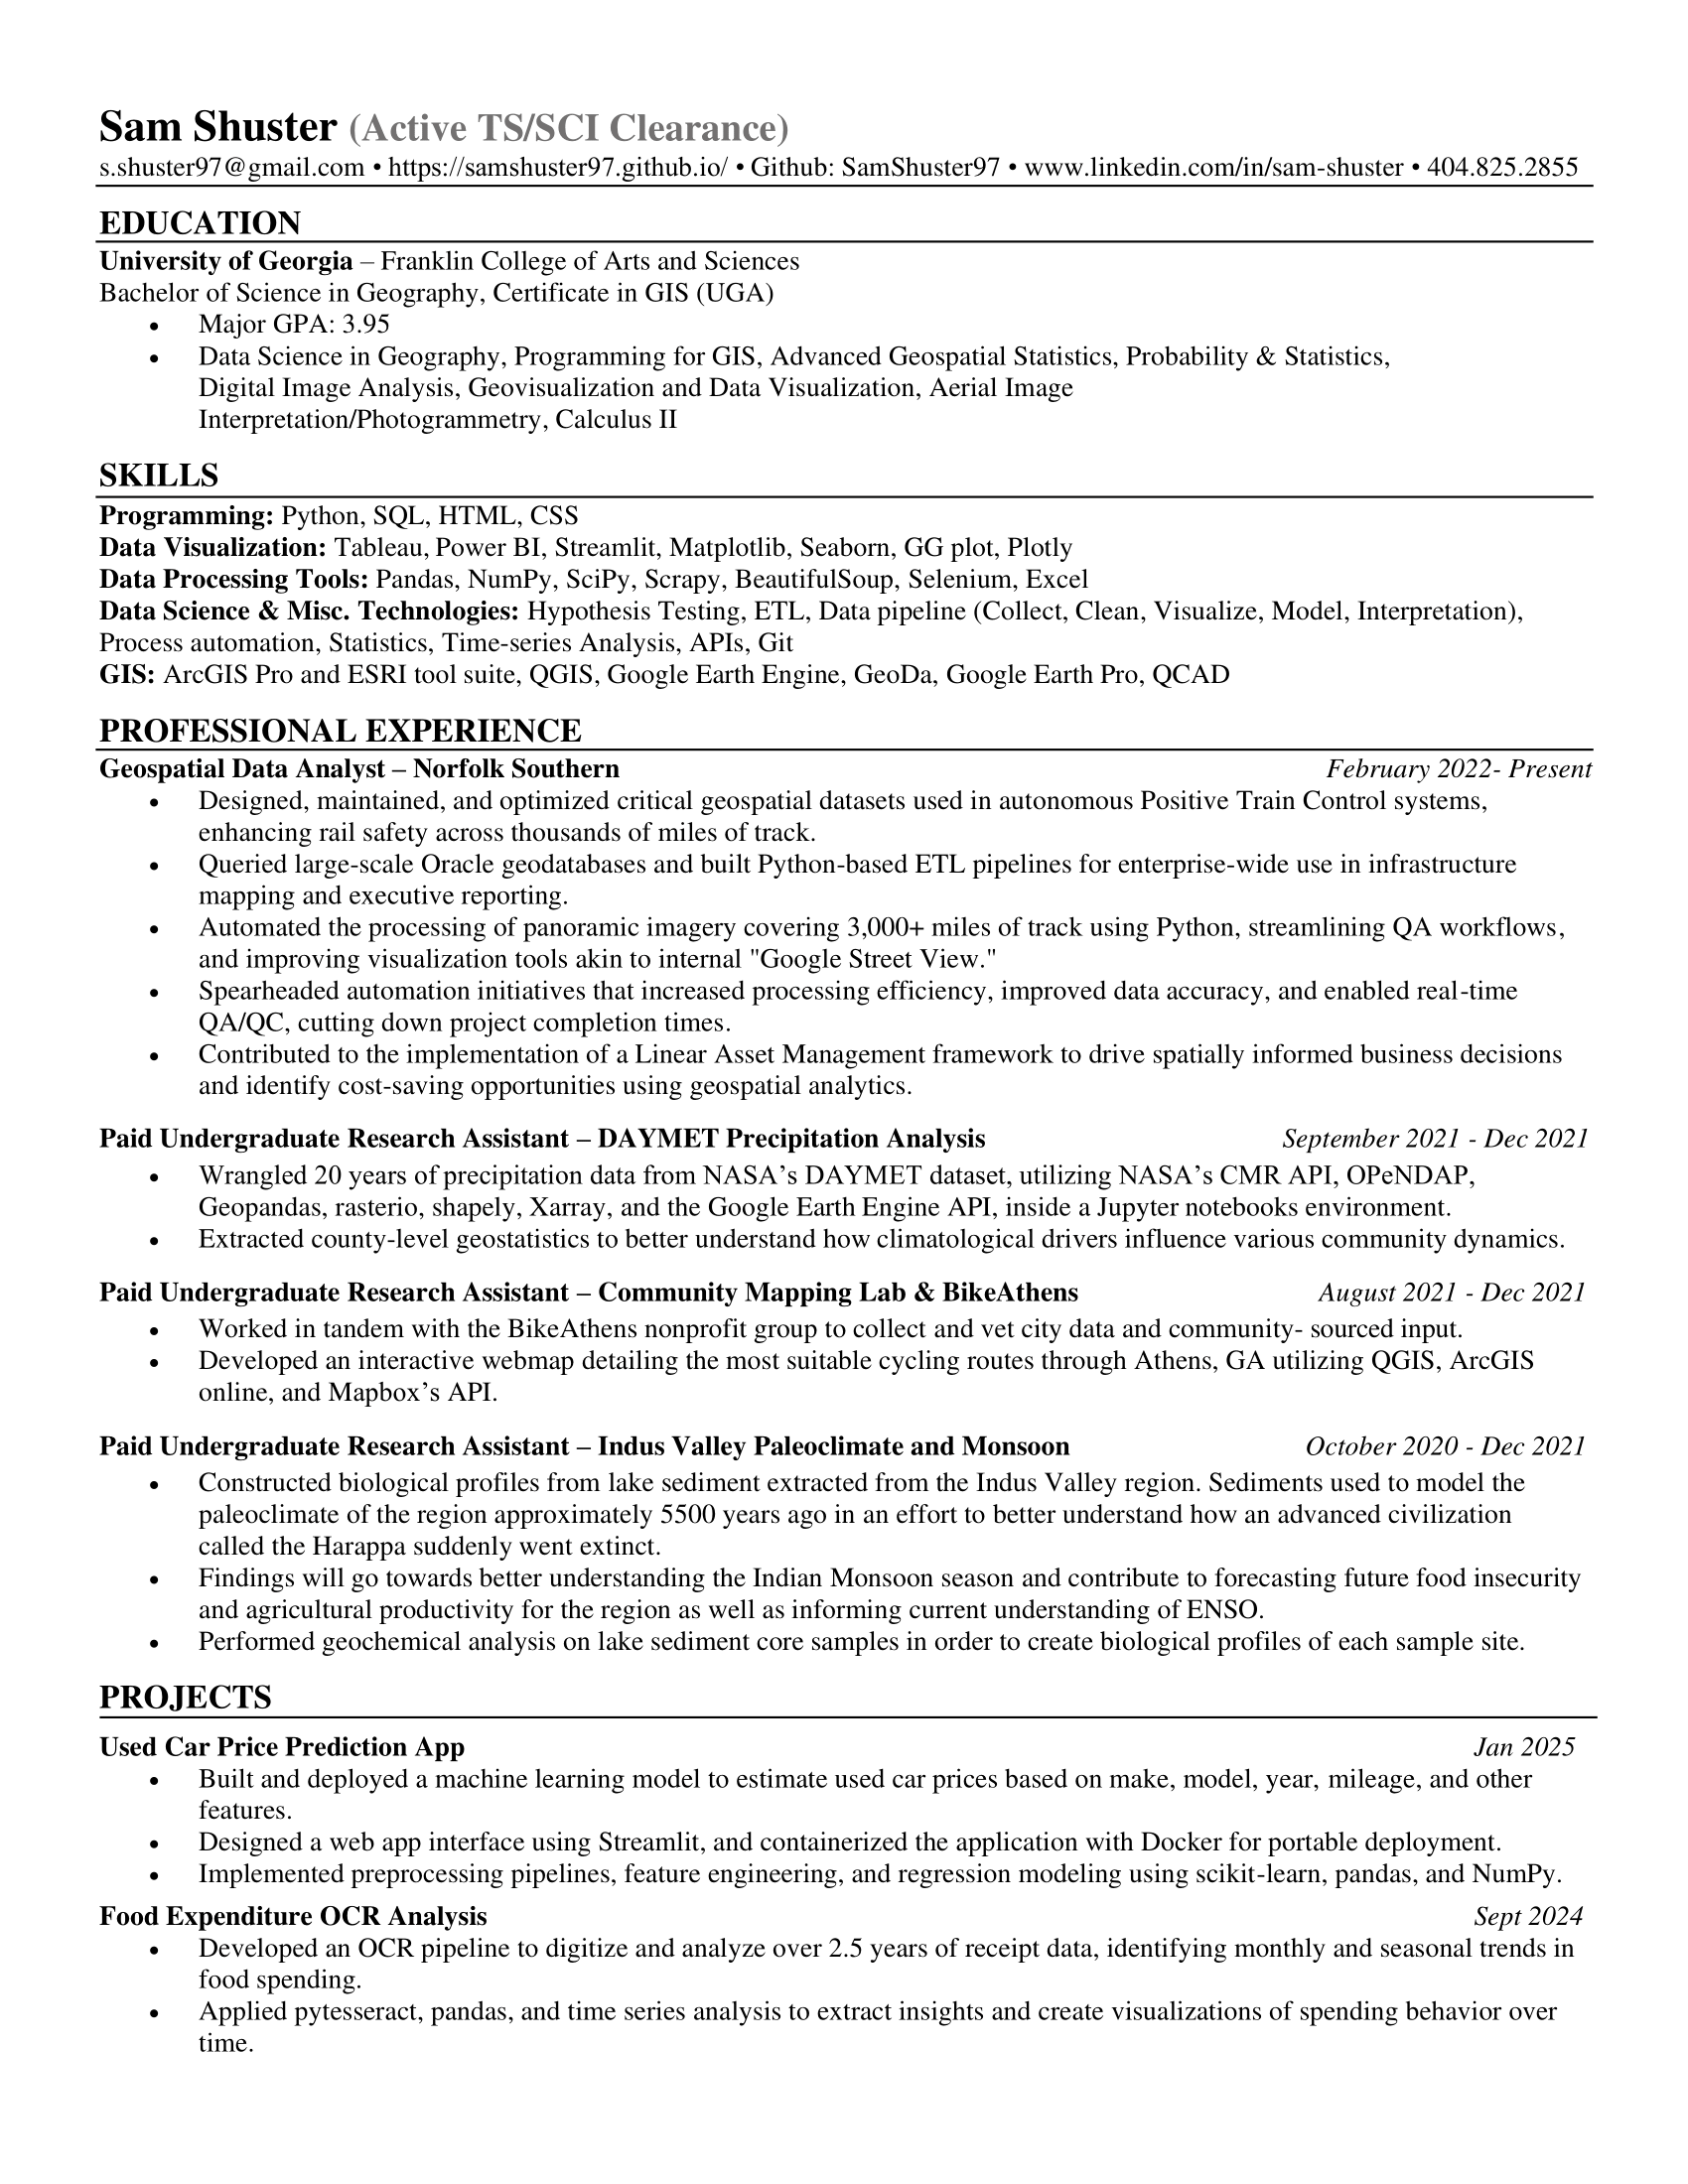 Sam Shuster (Active TS/SCI Clearance)
s.shuster97@gmail.com • https://samshuster97.github.io/ • Github: SamShuster97 • www.linkedin.com/in/sam-shuster • 404.825.2855
EDUCATION
University of Georgia – Franklin College of Arts and Sciences
Bachelor of Science in Geography, Certificate in GIS (UGA)
• Major GPA: 3.95
• Data Science in Geography, Programming for GIS, Advanced Geospatial Statistics, Probability & Statistics,
Digital Image Analysis, Geovisualization and Data Visualization, Aerial Image
Interpretation/Photogrammetry, Calculus II
SKILLS
Programming: Python, SQL, HTML, CSS
Data Visualization: Tableau, Power BI, Streamlit, Matplotlib, Seaborn, GG plot, Plotly
Data Processing Tools: Pandas, NumPy, SciPy, Scrapy, BeautifulSoup, Selenium, Excel
Data Science & Misc. Technologies: Hypothesis Testing, ETL, Data pipeline (Collect, Clean, Visualize, Model, Interpretation),
Process automation, Statistics, Time-series Analysis, APIs, Git
GIS: ArcGIS Pro and ESRI tool suite, QGIS, Google Earth Engine, GeoDa, Google Earth Pro, QCAD
PROFESSIONAL EXPERIENCE
Geospatial Data Analyst – Norfolk Southern February 2022- Present
• Designed, maintained, and optimized critical geospatial datasets used in autonomous Positive Train Control systems,
enhancing rail safety across thousands of miles of track.
• Queried large-scale Oracle geodatabases and built Python-based ETL pipelines for enterprise-wide use in infrastructure
mapping and executive reporting.
• Automated the processing of panoramic imagery covering 3,000+ miles of track using Python, streamlining QA workflows,
and improving visualization tools akin to internal "Google Street View."
• Spearheaded automation initiatives that increased processing efficiency, improved data accuracy, and enabled real-time
QA/QC, cutting down project completion times.
• Contributed to the implementation of a Linear Asset Management framework to drive spatially informed business decisions
and identify cost-saving opportunities using geospatial analytics.
Paid Undergraduate Research Assistant – DAYMET Precipitation Analysis September 2021 - Dec 2021
• Wrangled 20 years of precipitation data from NASA’s DAYMET dataset, utilizing NASA’s CMR API, OPeNDAP,
Geopandas, rasterio, shapely, Xarray, and the Google Earth Engine API, inside a Jupyter notebooks environment.
• Extracted county-level geostatistics to better understand how climatological drivers influence various community dynamics.
Paid Undergraduate Research Assistant – Community Mapping Lab & BikeAthens August 2021 - Dec 2021
• Worked in tandem with the BikeAthens nonprofit group to collect and vet city data and community- sourced input.
• Developed an interactive webmap detailing the most suitable cycling routes through Athens, GA utilizing QGIS, ArcGIS
online, and Mapbox’s API.
Paid Undergraduate Research Assistant – Indus Valley Paleoclimate and Monsoon October 2020 - Dec 2021
• Constructed biological profiles from lake sediment extracted from the Indus Valley region. Sediments used to model the
paleoclimate of the region approximately 5500 years ago in an effort to better understand how an advanced civilization
called the Harappa suddenly went extinct.
• Findings will go towards better understanding the Indian Monsoon season and contribute to forecasting future food insecurity
and agricultural productivity for the region as well as informing current understanding of ENSO.
• Performed geochemical analysis on lake sediment core samples in order to create biological profiles of each sample site.
PROJECTS
Used Car Price Prediction App Jan 2025
• Built and deployed a machine learning model to estimate used car prices based on make, model, year, mileage, and other
features.
• Designed a web app interface using Streamlit, and containerized the application with Docker for portable deployment.
• Implemented preprocessing pipelines, feature engineering, and regression modeling using scikit-learn, pandas, and NumPy.
Food Expenditure OCR Analysis Sept 2024
• Developed an OCR pipeline to digitize and analyze over 2.5 years of receipt data, identifying monthly and seasonal trends in
food spending.
• Applied pytesseract, pandas, and time series analysis to extract insights and create visualizations of spending behavior over
time.